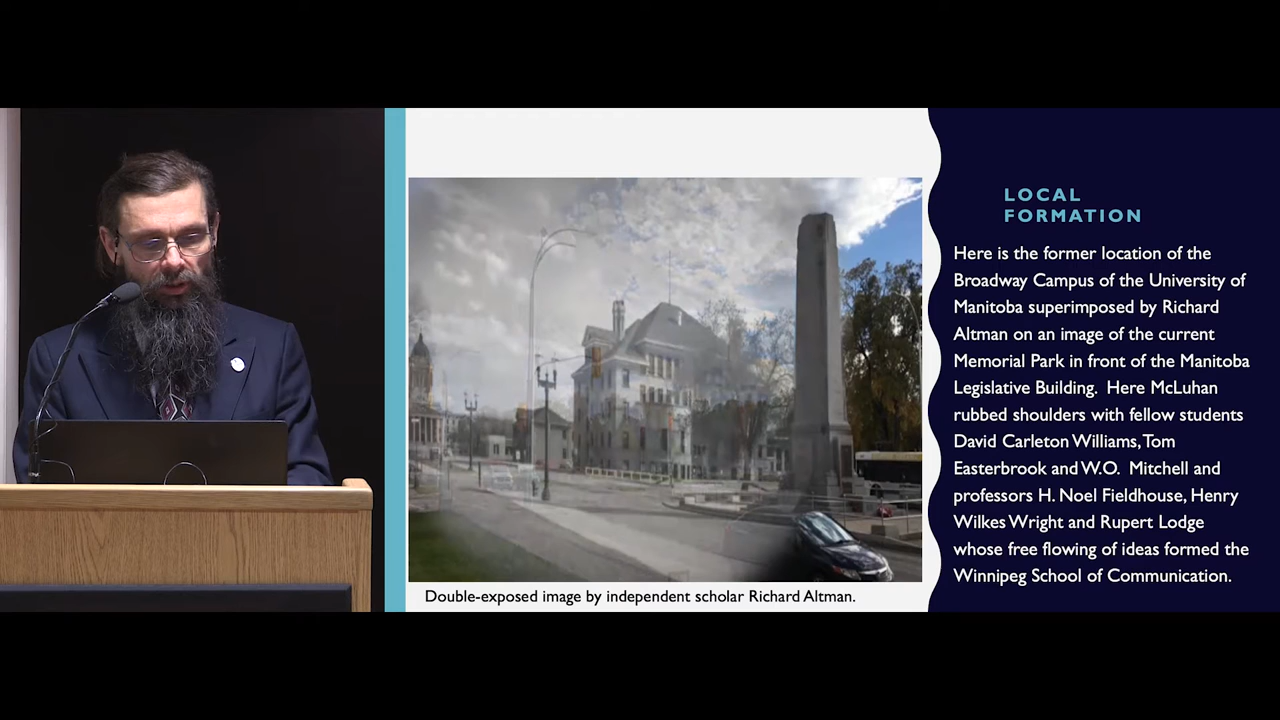 LOCAL
FORMATION
Here is the former location of the
Broadway Campus of the University of
Manitoba superimposed by Richard
Altman on an image of the current
Memorial Park in front of the Manitoba
Legislative Building. Here McLuhan
rubbed shoulders with fellow students
David Carleton Williams, Tom
Easterbrook and W.O. Mitchell and
professors H. Noel Fieldhouse, Henry
Wilkes Wright and Rupert Lodge
whose free flowing of ideas formed the
Winnipeg School of Communication.
Double-exposed image by independent scholar Richard Altman.